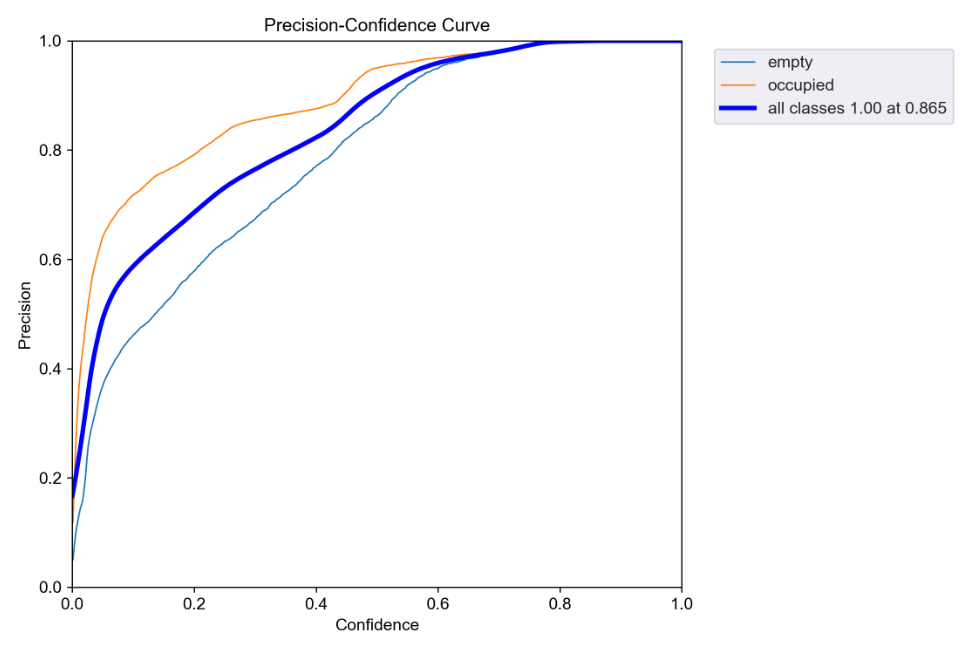 Precision-Confidence Curve
1.0
0.8
0.6
0.4
0.2
0.0
Precision
0.0 0.2 0.4 0.6 0.8 1.0
Confidence
empty
occupied
all classes 1.00 at 0.865